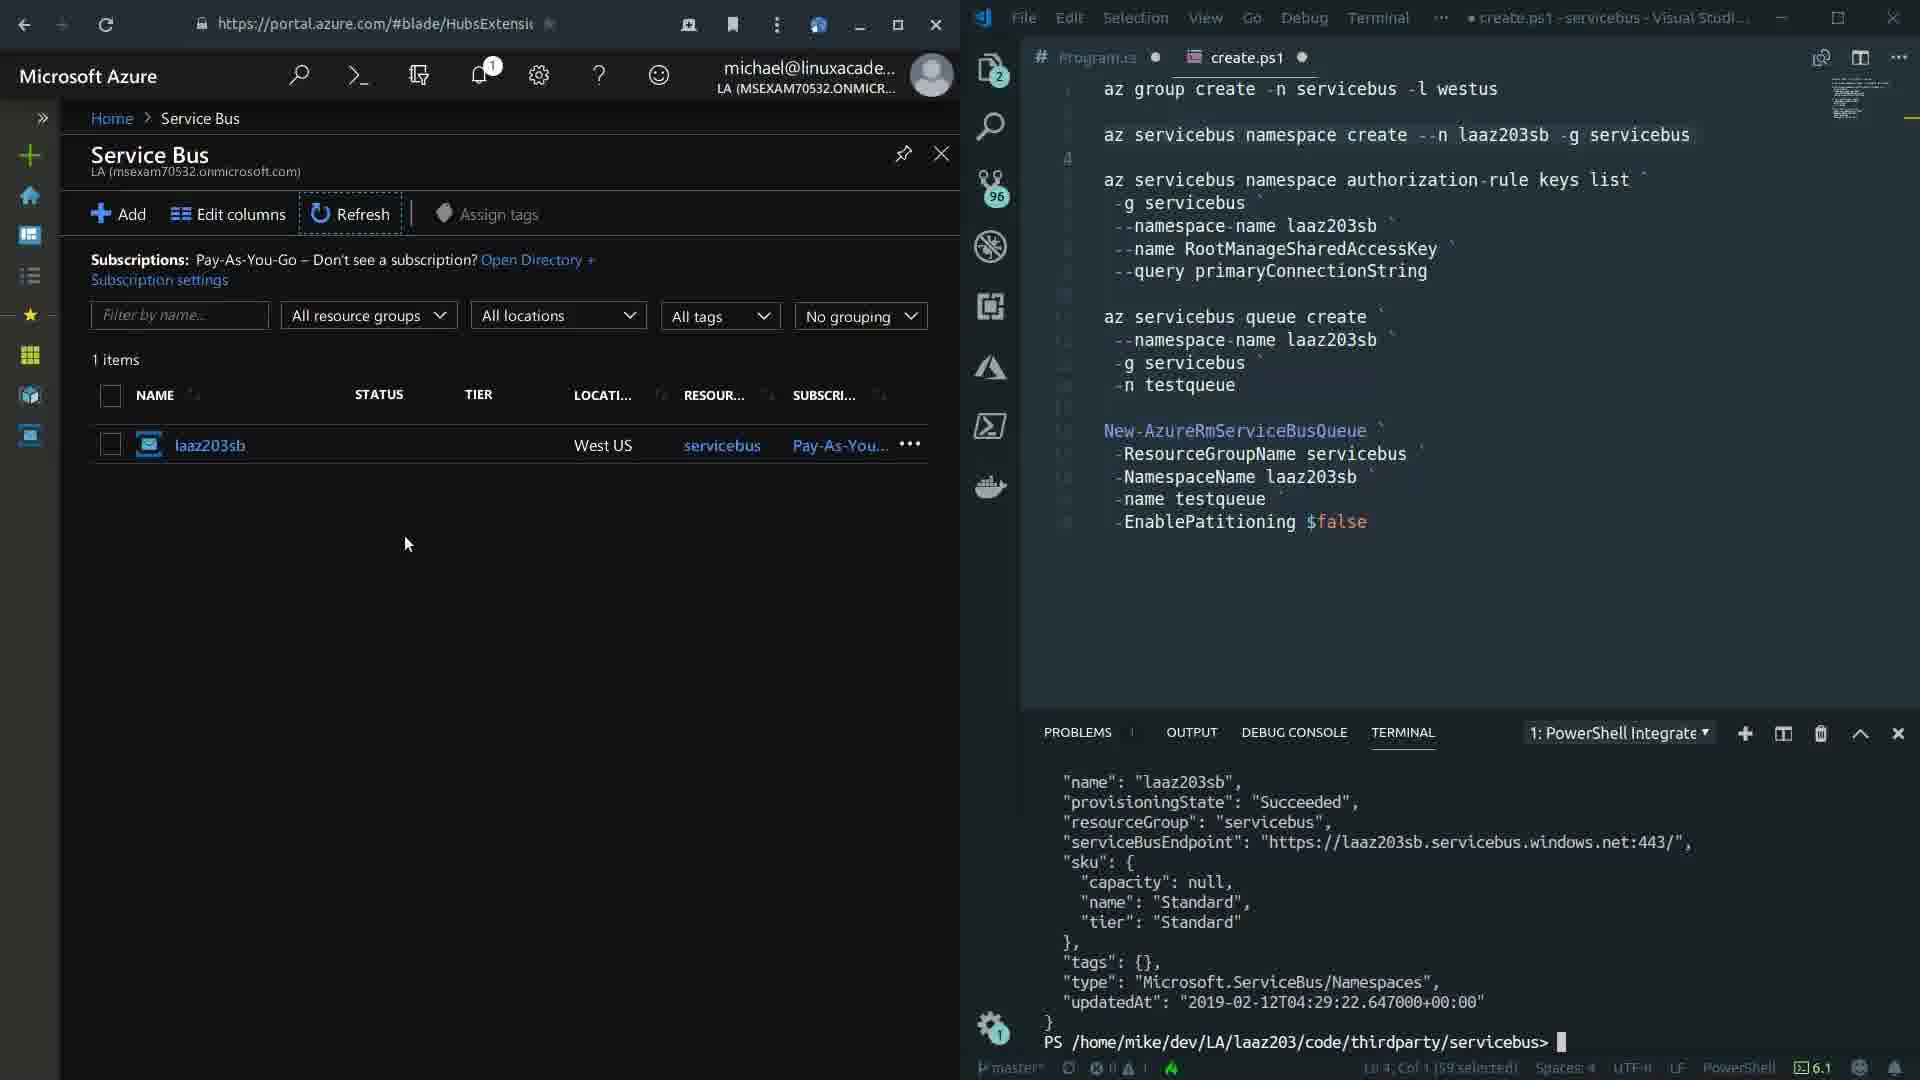 https://portal.azure.com/#blade/HubsExtensic
Microsoft Azure
1
michael@linuxacade...
LA (MSEXAM70532.ONMICR...
Home > Service Bus
Service Bus
LA (msexam70532.onmicrosoft.com)
Add
Edit columns
Refresh
Assign tags
Subscriptions: Pay-As-You-Go – Don't see a subscription? Open Directory +
Subscription settings
Filter by name...
All resource groups
All locations
All tags
No grouping
1 items
NAME
STATUS
TIER
LOCATI...
RESOUR...
SUBSCRI...
laaz203sb
West US
servicebus
Pay-As-You...
File Edit Selection View Go Debug Terminal ... ● create.ps1 - servicebus - Visual Studi...
2
96
1
# Program.cs ●
create.ps1 ●
az group create -n servicebus -l westus
az servicebus namespace create --n laaz203sb -g servicebus
4
az servicebus namespace authorization-rule keys list `
-g servicebus `
--namespace-name laaz203sb `
--name RootManageSharedAccessKey `
--query primaryConnectionString
az servicebus queue create `
--namespace-name laaz203sb `
-g servicebus `
-n testqueue
New-AzureRmServiceBusQueue `
-ResourceGroupName servicebus `
-NamespaceName laaz203sb `
-name testqueue `
-EnablePatitioning $false
PROBLEMS 1 OUTPUT DEBUG CONSOLE TERMINAL
1: PowerShell Integrate
"name": "laaz203sb",
"provisioningState": "Succeeded",
"resourceGroup": "servicebus",
"serviceBusEndpoint": "https://laaz203sb.servicebus.windows.net:443/",
"sku": {
"capacity": null,
"name": "Standard",
"tier": "Standard"
},
"tags": {},
"type": "Microsoft.ServiceBus/Namespaces",
"updatedAt": "2019-02-12T04:29:22.647000+00:00"
}
PS /home/mike/dev/LA/laaz203/code/thirdparty/servicebus>
master* 0 1
Ln 4, Col 1 (59 selected) Spaces: 4 UTF-8 LF PowerShell 6.1